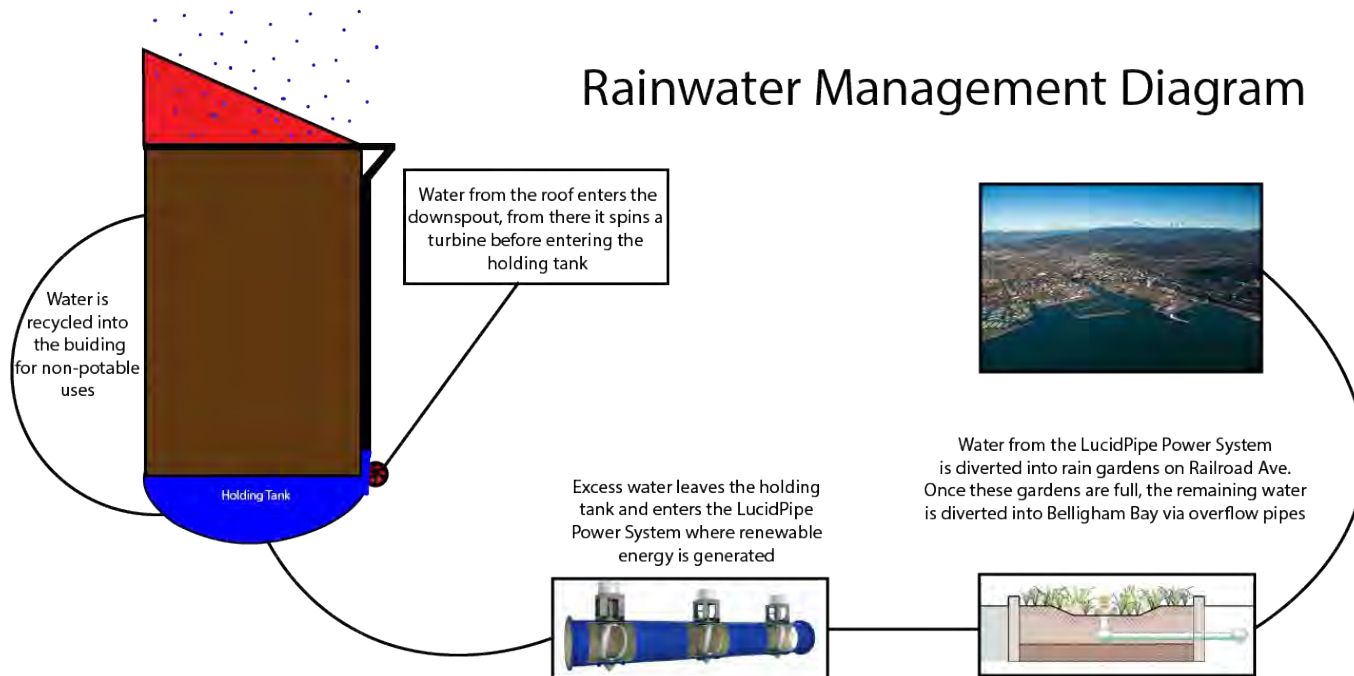 Rainwater Management Diagram
Water from the roof enters the
downspout, from there it spins a
turbine before entering the
holding tank
Water is
recycled into
the buiding
for non-potable
uses
Holding Tank
Excess water leaves the holding
tank and enters the LucidPipe
Power System where renewable
energy is generated
Water from the LucidPipe Power System
is diverted into rain gardens on Railroad Ave.
Once these gardens are full, the remaining water
is diverted into Belligham Bay via overflow pipes